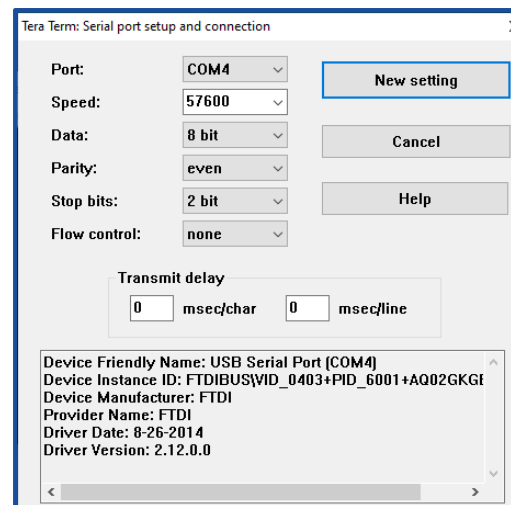 Tera Term: Serial port setup and connection
Port: COM4 New setting
Speed: 57600
Data: 8 bit Cancel
Parity: even
Stop bits: 2 bit Help
Flow control: none
Transmit delay
0 msec/char 0 msec/line
Device Friendly Name: USB Serial Port (COM4)
Device Instance ID: FTDIBUS\VID_0403+PID_6001+AQ02GKGE
Device Manufacturer: FTDI
Provider Name: FTDI
Driver Date: 8-26-2014
Driver Version: 2.12.0.0